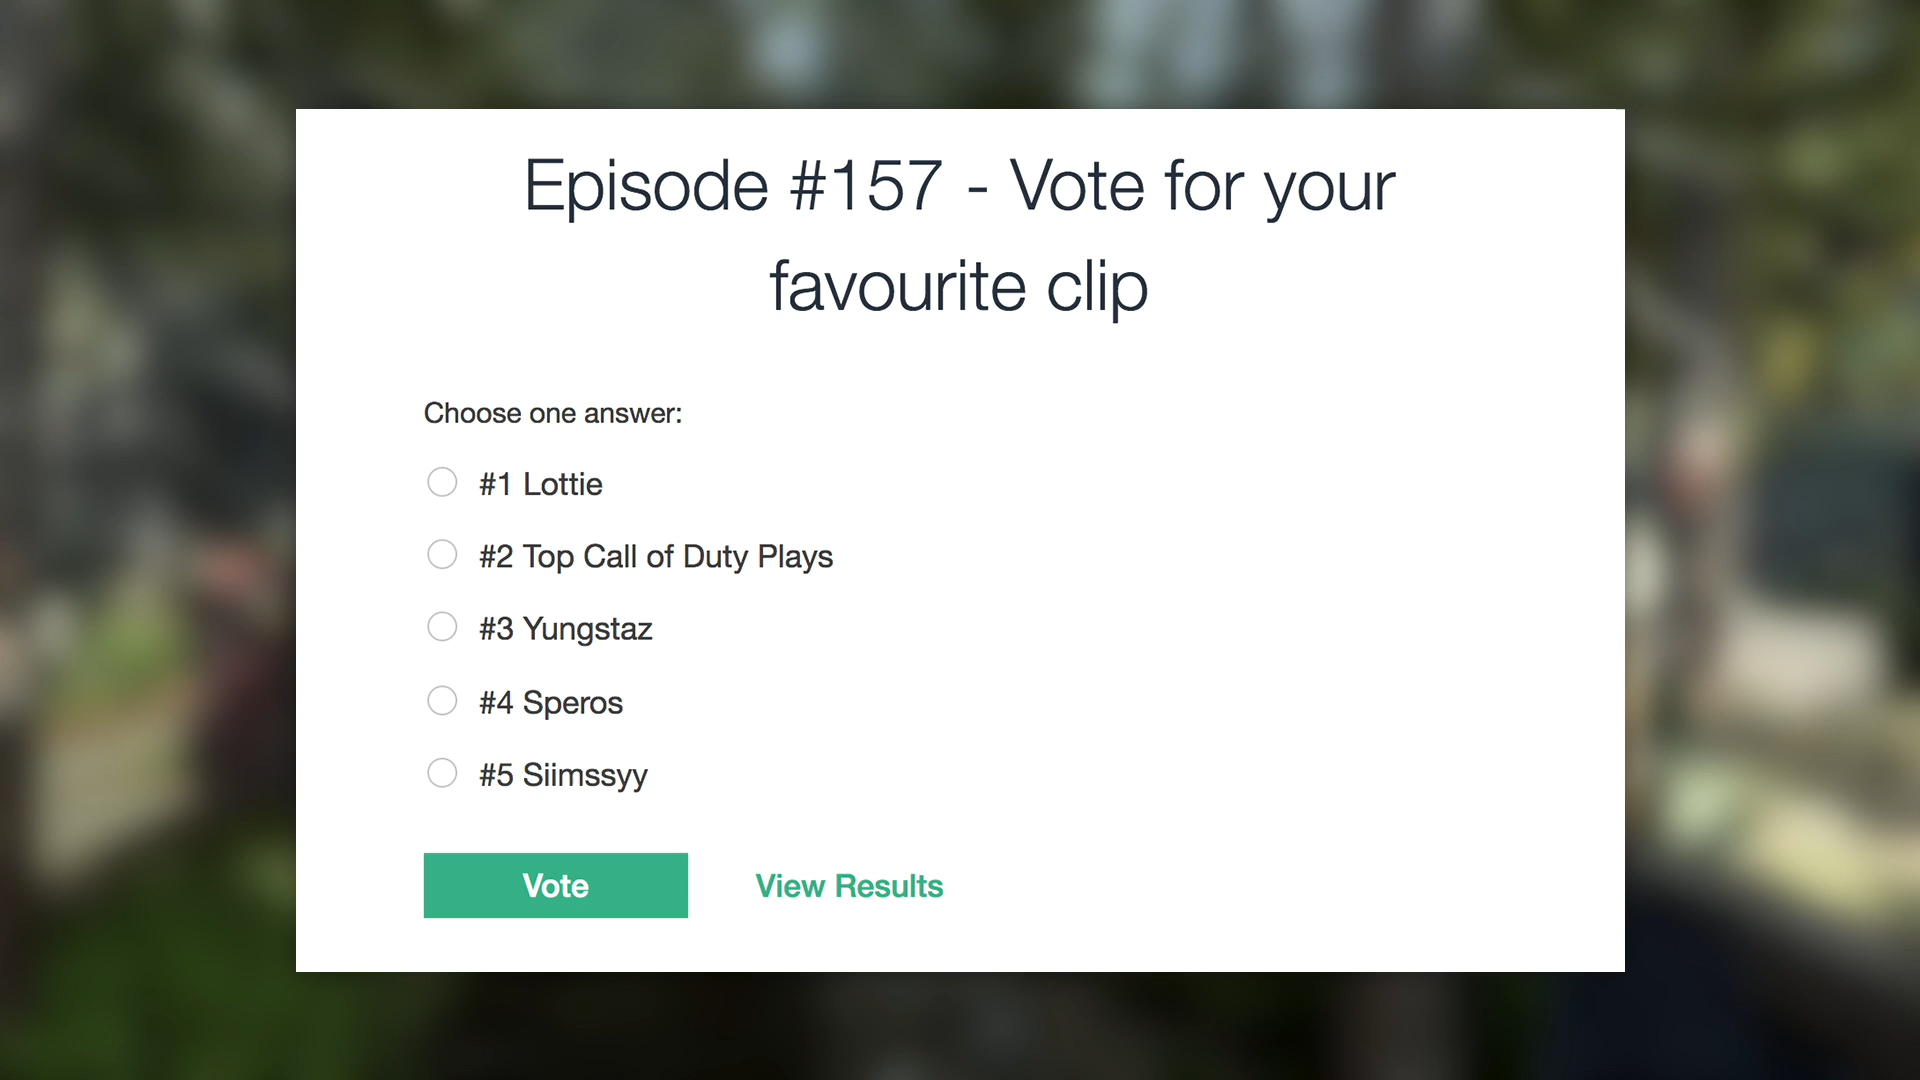 Episode #157 - Vote for your
favourite clip
Choose one answer:
#1 Lottie
#2 Top Call of Duty Plays
#3 Yungstaz
#4 Speros
#5 Siimssyy
Vote
View Results